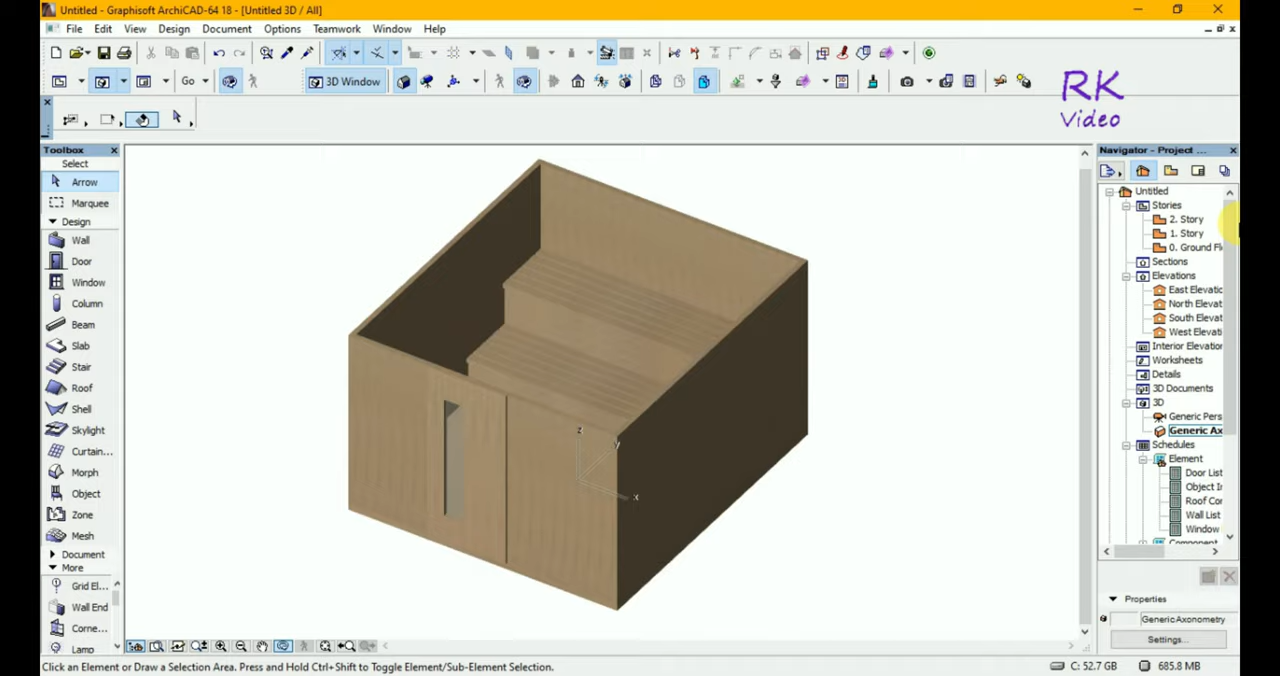 Untitled - Graphisoft ArchiCAD-64 18 - [Untitled 3D / All]
File Edit View Design Document Options Teamwork Window Help
Go
3D Window
RK
Video
Toolbox
Select
Arrow
Marquee
Design
Wall
Door
Window
Column
Beam
Slab
Stair
Roof
Shell
Skylight
Curtain...
Morph
Object
Zone
Mesh
Document
More
Grid El...
Wall End
Corne...
Lamp
z
y
x
Navigator - Project ...
Untitled
Stories
2. Story
1. Story
0. Ground Fl
Sections
Elevations
East Elevatic
North Elevat
South Elevat
West Elevati
Interior Elevation
Worksheets
Details
3D Documents
3D
Generic Pers
Generic Ax
Schedules
Element
Door List
Object In
Roof Cor
Wall List
Window
Component
Properties
GenericAxonometry
Settings...
Click an Element or Draw a Selection Area. Press and Hold Ctrl+Shift to Toggle Element/Sub-Element Selection.
C: 52.7 GB
685.8 MB